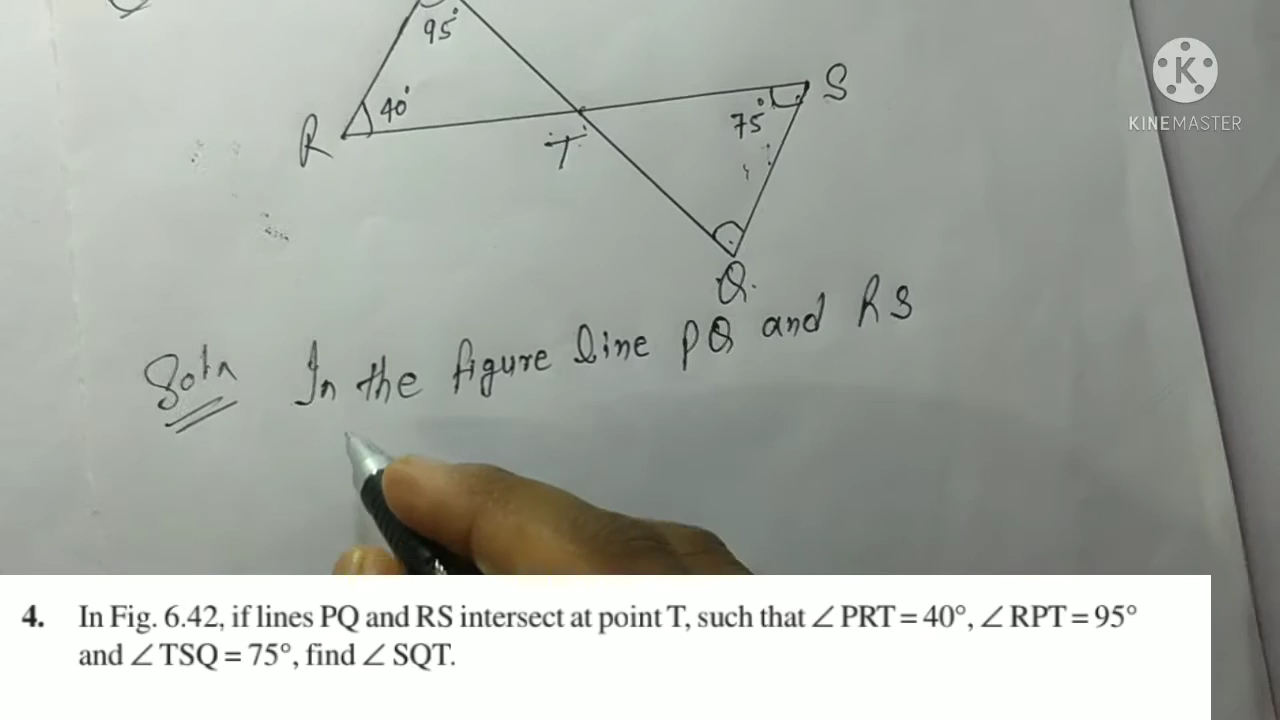 95°
40°
R
T
75°
S
Q.
Soln In the figure line PQ and RS
KINEMASTER
4. In Fig. 6.42, if lines PQ and RS intersect at point T, such that ∠ PRT = 40°, ∠ RPT = 95°
and ∠ TSQ = 75°, find ∠ SQT.